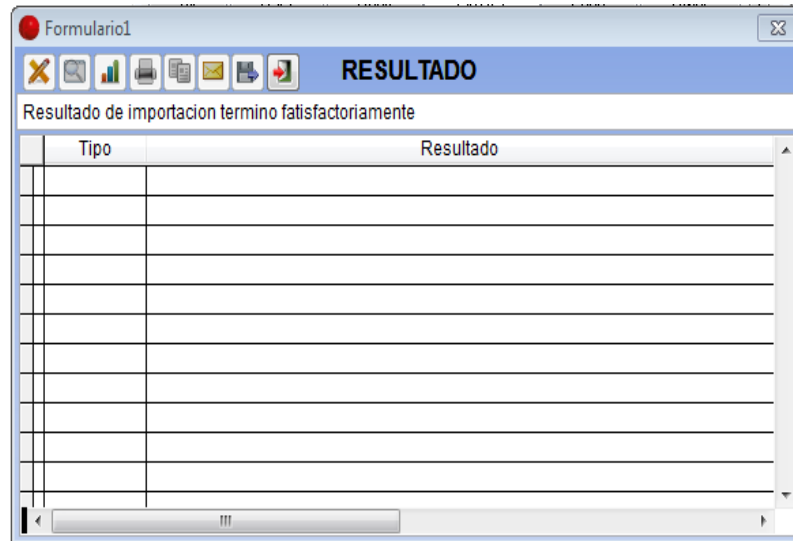 Formulario1
RESULTADO
Resultado de importacion termino fatisfactoriamente
Tipo Resultado